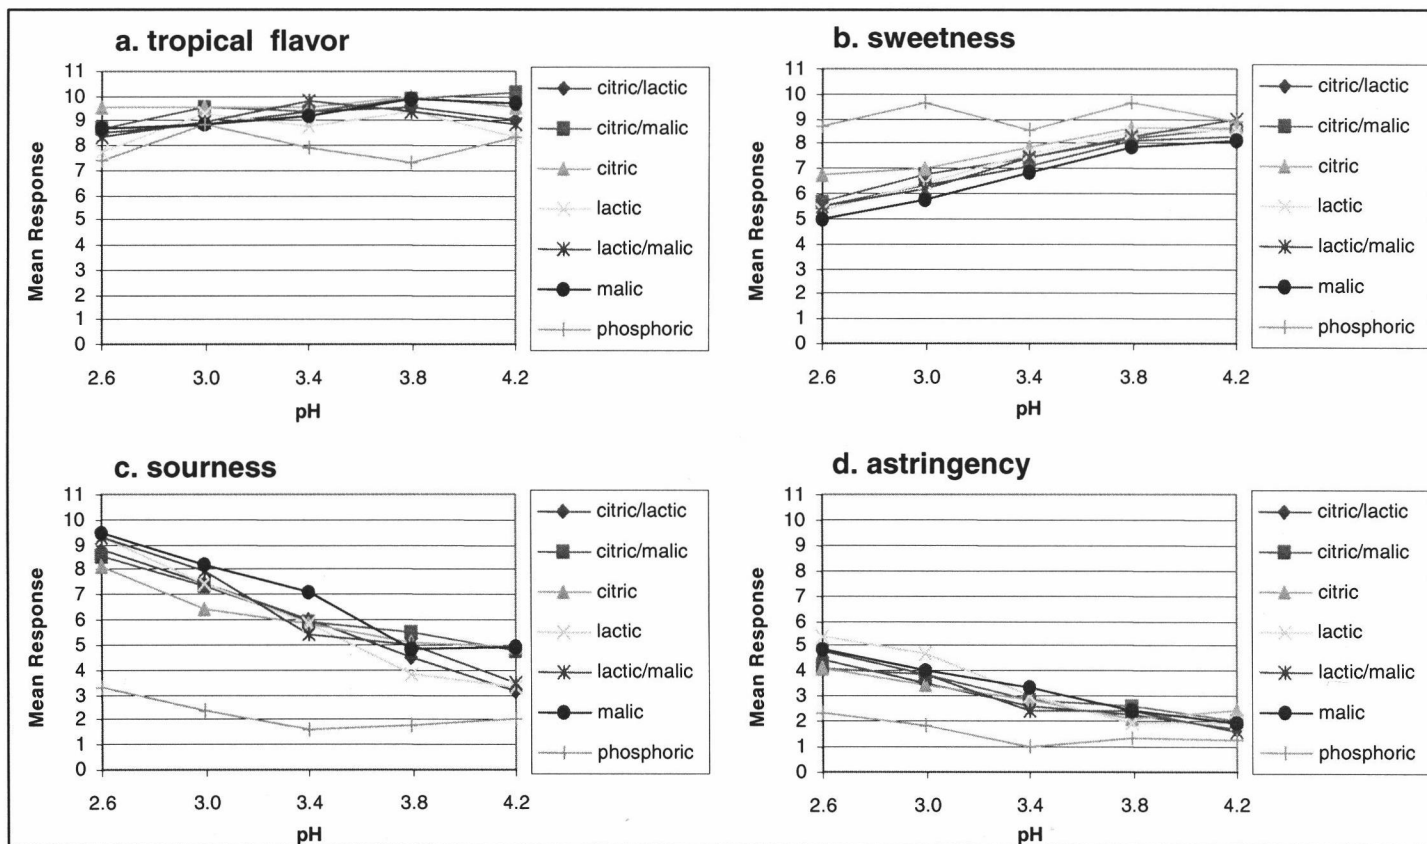 a. tropical flavor
11
10
9
8
7
6
5
4
3
2
1
0
Mean Response
2.6 3.0 3.4 3.8 4.2
pH
citric/lactic
citric/malic
citric
lactic
lactic/malic
malic
phosphoric
b. sweetness
11
10
9
8
7
6
5
4
3
2
1
0
Mean Response
2.6 3.0 3.4 3.8 4.2
pH
citric/lactic
citric/malic
citric
lactic
lactic/malic
malic
phosphoric
c. sourness
11
10
9
8
7
6
5
4
3
2
1
0
Mean Response
2.6 3.0 3.4 3.8 4.2
pH
citric/lactic
citric/malic
citric
lactic
lactic/malic
malic
phosphoric
d. astringency
11
10
9
8
7
6
5
4
3
2
1
0
Mean Response
2.6 3.0 3.4 3.8 4.2
pH
citric/lactic
citric/malic
citric
lactic
lactic/malic
malic
phosphoric